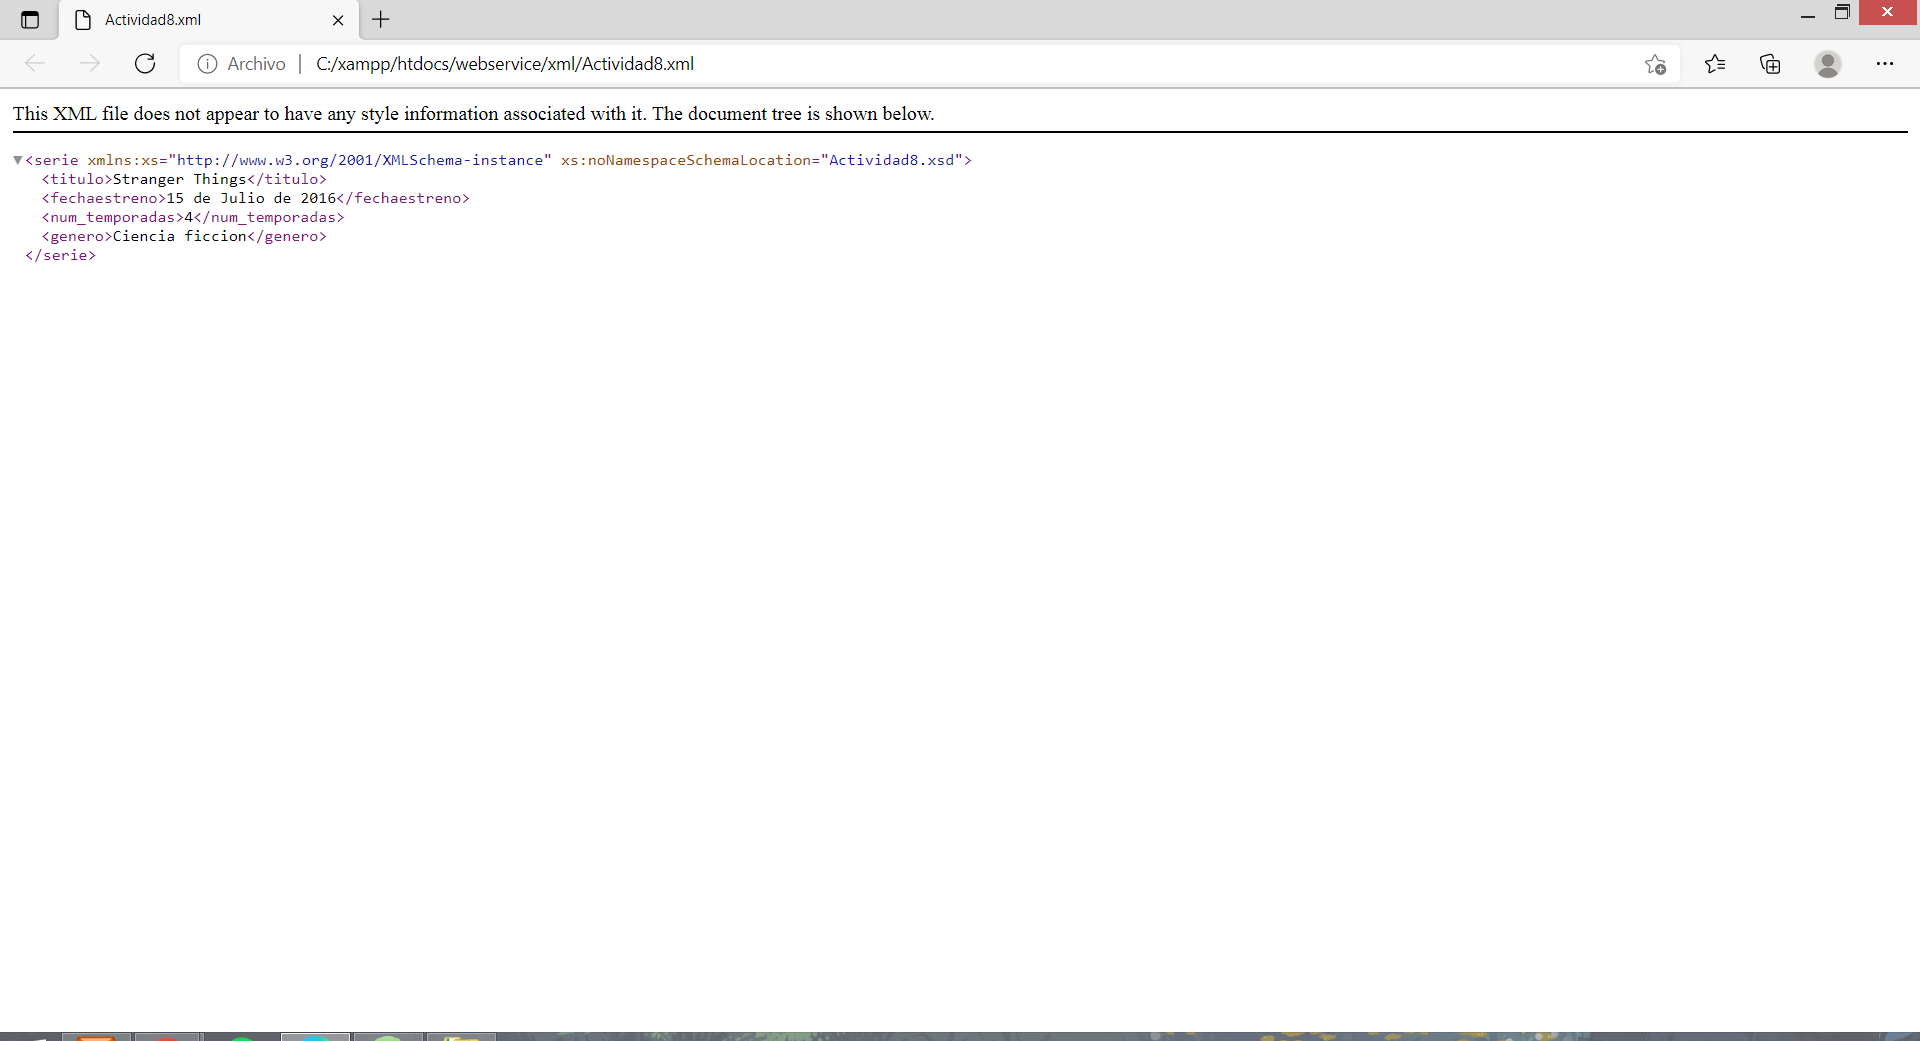 Actividad8.xml
Archivo | C:/xampp/htdocs/webservice/xml/Actividad8.xml
This XML file does not appear to have any style information associated with it. The document tree is shown below.
<serie xmlns:xs="http://www.w3.org/2001/XMLSchema-instance" xs:noNamespaceSchemaLocation="Actividad8.xsd">
<titulo>Stranger Things</titulo>
<fechaestreno>15 de Julio de 2016</fechaestreno>
<num_temporadas>4</num_temporadas>
<genero>Ciencia ficcion</genero>
</serie>